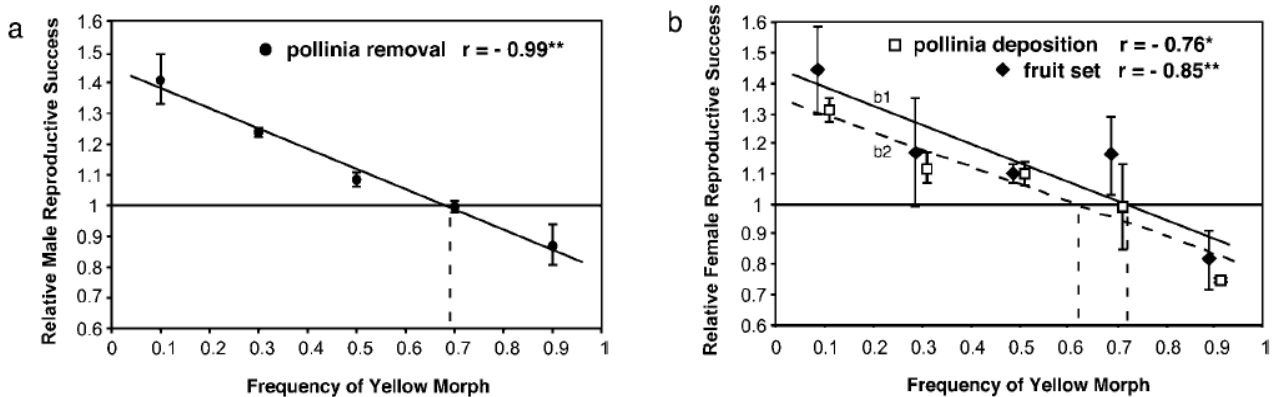 a
Relative Male Reproductive Success
1.6
1.5
1.4
1.3
1.2
1.1
1
0.9
0.8
0.7
0.6
● pollinia removal r = - 0.99**
0 0.1 0.2 0.3 0.4 0.5 0.6 0.7 0.8 0.9 1
Frequency of Yellow Morph
b
Relative Female Reproductive Success
1.6
1.5
1.4
1.3
1.2
1.1
1
0.9
0.8
0.7
0.6
□ pollinia deposition r = - 0.76*
◆ fruit set r = - 0.85**
b1
b2
0 0.1 0.2 0.3 0.4 0.5 0.6 0.7 0.8 0.9 1
Frequency of Yellow Morph